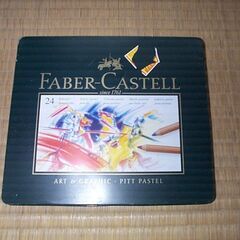 FABER-CASTELL
since 1761
24
ART & GRAPHIC · PITT PASTEL